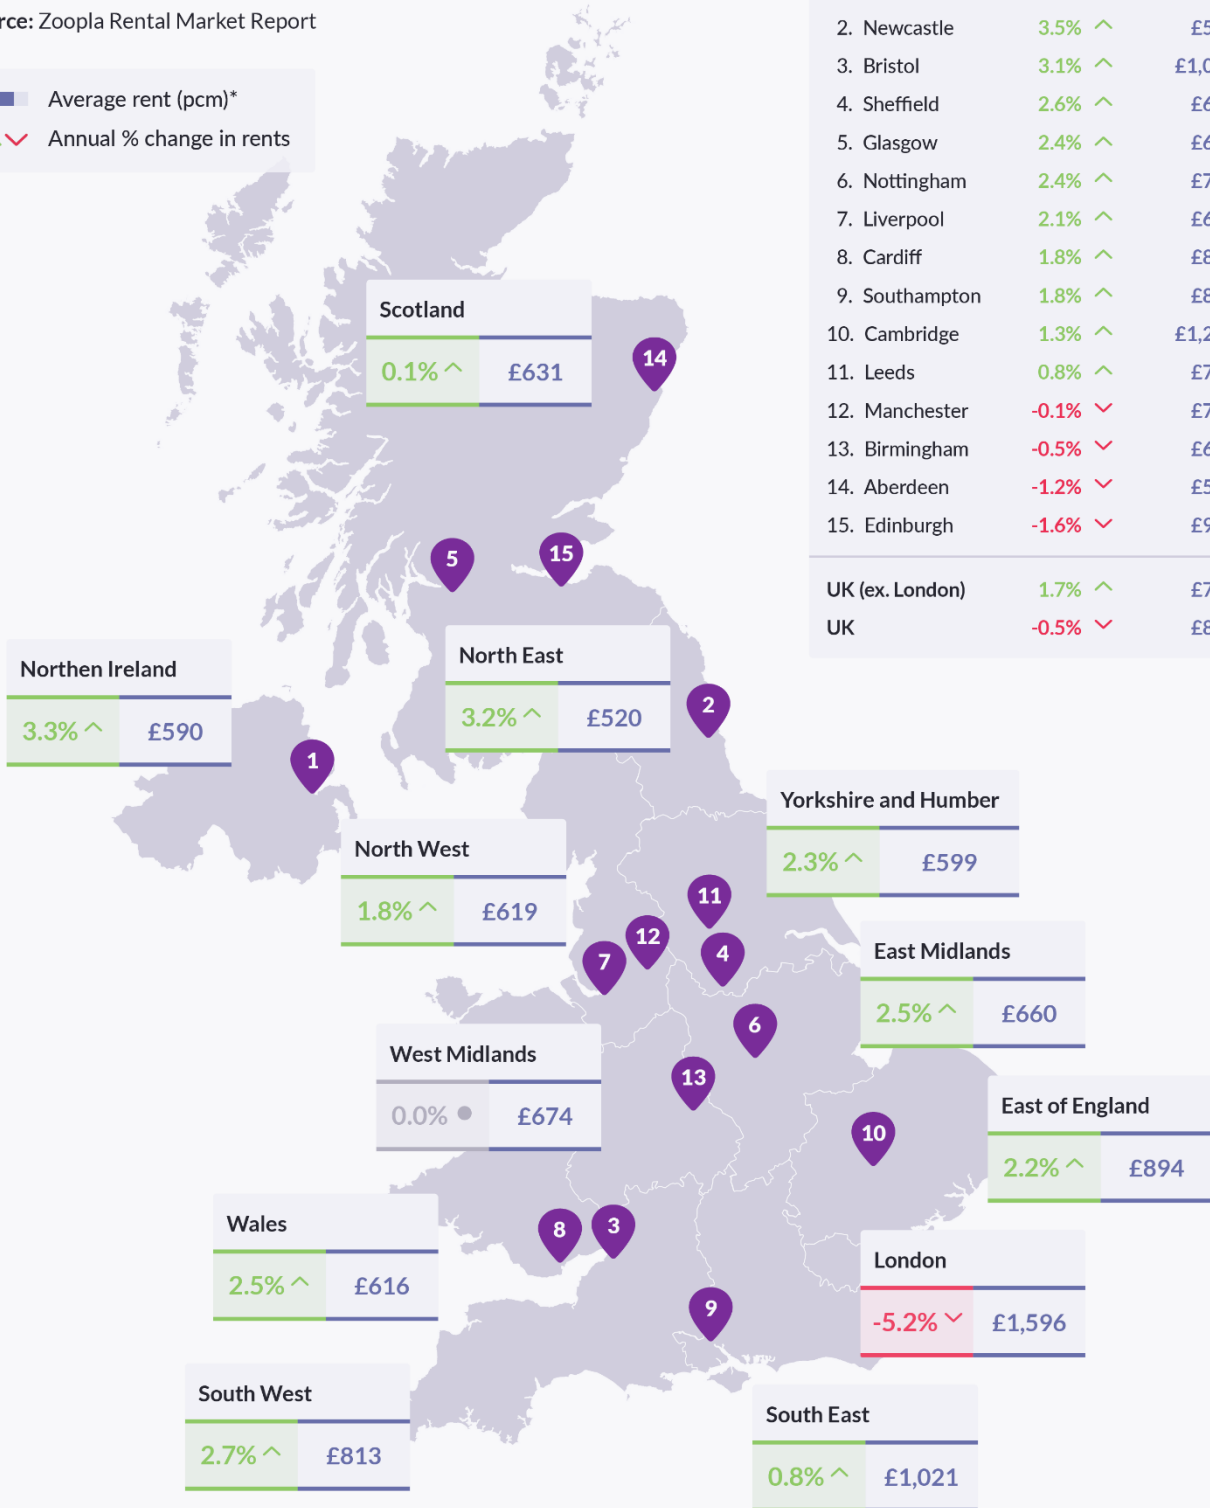 Zoopla Rental Market Report
Average rent (pcm)*
Annual % change in rents
2. Newcastle 3.5%
3. Bristol 3.1%
4. Sheffield 2.6%
5. Glasgow 2.4%
6. Nottingham 2.4%
7. Liverpool 2.1%
8. Cardiff 1.8%
9. Southampton 1.8%
10. Cambridge 1.3%
11. Leeds 0.8%
12. Manchester -0.1%
13. Birmingham -0.5%
14. Aberdeen -1.2%
15. Edinburgh -1.6%
UK (ex. London) 1.7%
UK -0.5%
Scotland
0.1% £631
14
5
15
North East
3.2% £520
Northen Ireland
3.3% £590
2
1
Yorkshire and Humber
2.3% £599
North West
1.8% £619
11
12
4
7
East Midlands
2.5% £660
6
West Midlands
0.0% £674
13
East of England
2.2% £894
10
Wales
2.5% £616
8
3
London
-5.2% £1,596
9
South West
2.7% £813
South East
0.8% £1,021